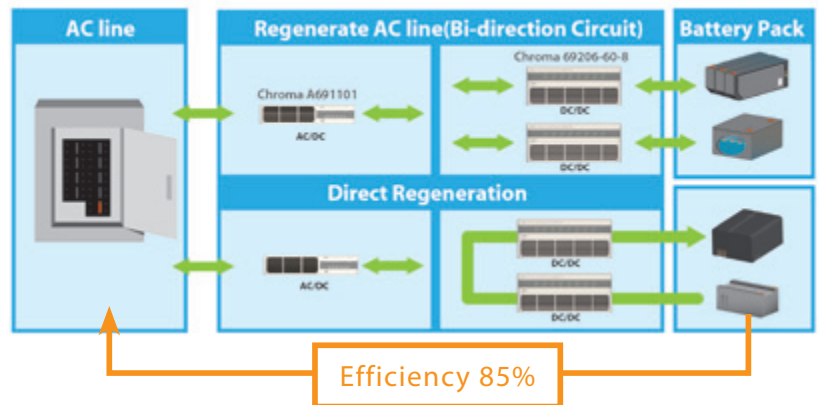 AC line
Regenerate AC line(Bi-direction Circuit)
Battery Pack
Chroma 69206-60-8
Chroma A691101
AC/DC
DC/DC
DC/DC
Direct Regeneration
AC/DC
DC/DC
DC/DC
Efficiency 85%